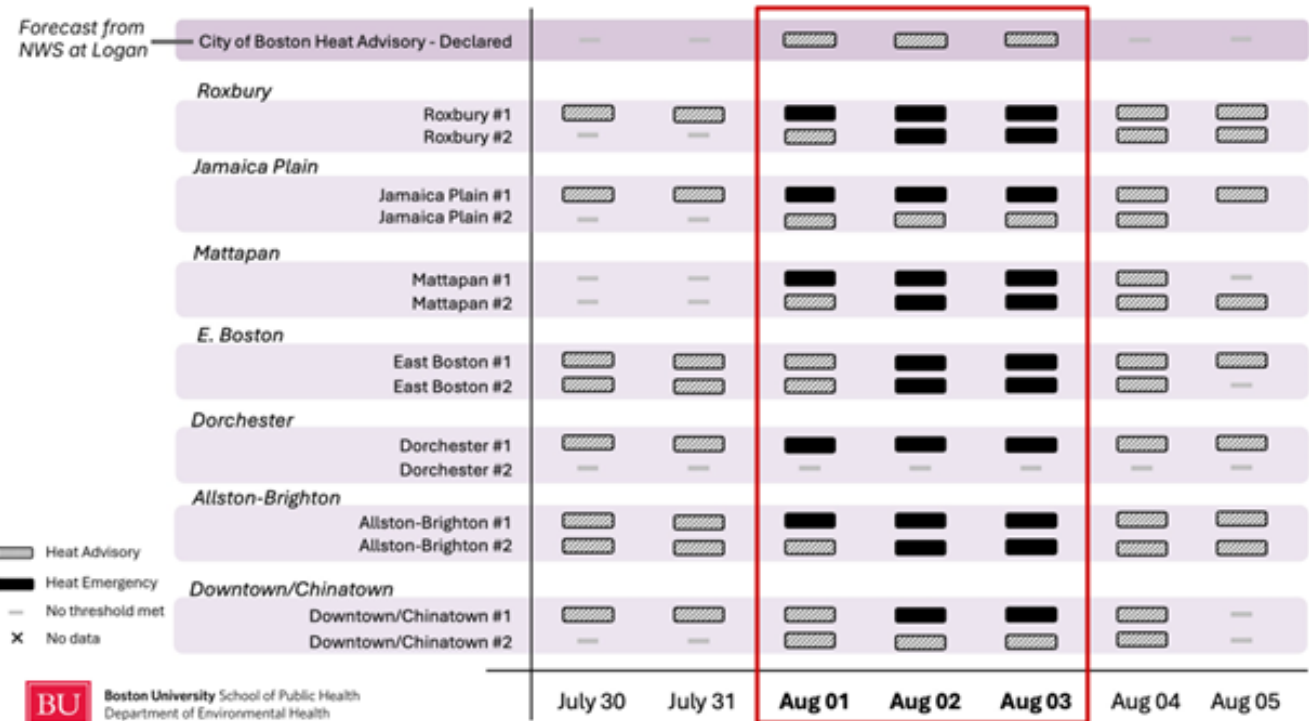 Forecast from
NWS at Logan
City of Boston Heat Advisory - Declared
Roxbury
Roxbury #1
Roxbury #2
Jamaica Plain
Jamaica Plain #1
Jamaica Plain #2
Mattapan
Mattapan #1
Mattapan #2
E. Boston
East Boston #1
East Boston #2
Dorchester
Dorchester #1
Dorchester #2
Allston-Brighton
Allston-Brighton #1
Allston-Brighton #2
Downtown/Chinatown
Downtown/Chinatown #1
Downtown/Chinatown #2
Heat Advisory
Heat Emergency
No threshold met
No data
July 30 July 31 Aug 01 Aug 02 Aug 03 Aug 04 Aug 05
BU
Boston University School of Public Health
Department of Environmental Health